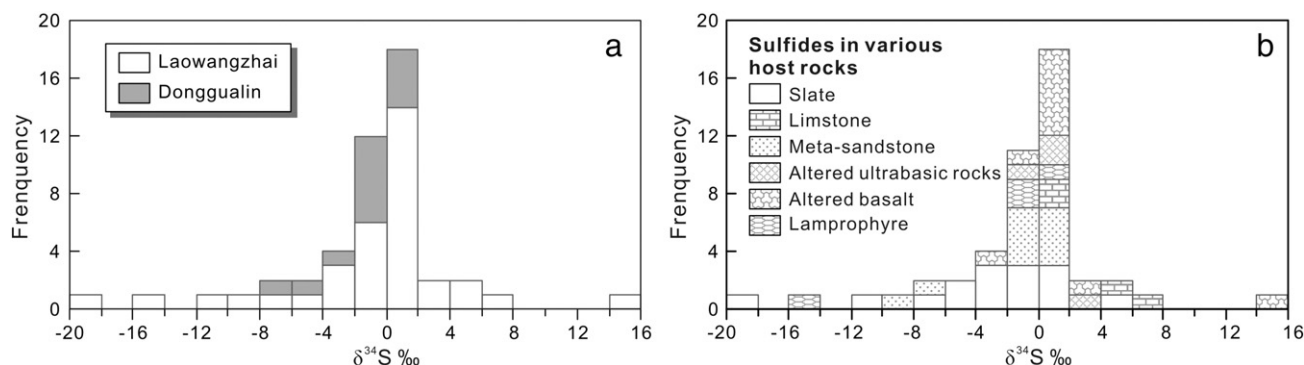 20
16
12
8
4
0
Frenquency
a
Laowangzhai
Donggualin
-20
-16
-12
-8
-4
0
4
8
12
16
δ³⁴S ‰
20
16
12
8
4
0
Frenquency
b
Sulfides in various
host rocks
Slate
Limstone
Meta-sandstone
Altered ultrabasic rocks
Altered basalt
Lamprophyre
-20
-16
-12
-8
-4
0
4
8
12
16
δ³⁴S ‰